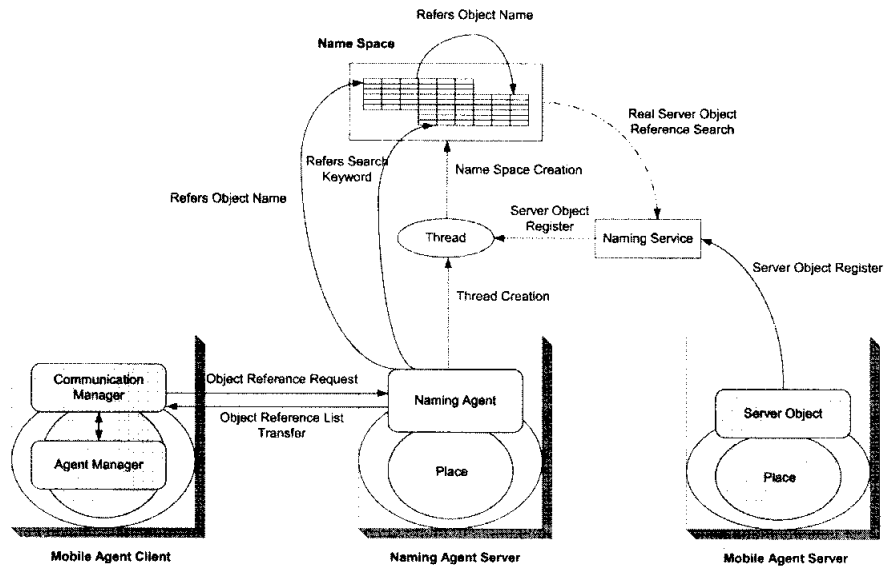 Refers Object Name
Name Space
Real Server Object
Reference Search
Refers Search
Keyword
Name Space Creation
Refers Object Name
Server Object
Register
Thread
Naming Service
Server Object Register
Thread Creation
Communication
Manager
Object Reference Request
Naming Agent
Server Object
Object Reference List
Transfer
Agent Manager
Place
Place
Mobile Agent Client
Naming Agent Server
Mobile Agent Server